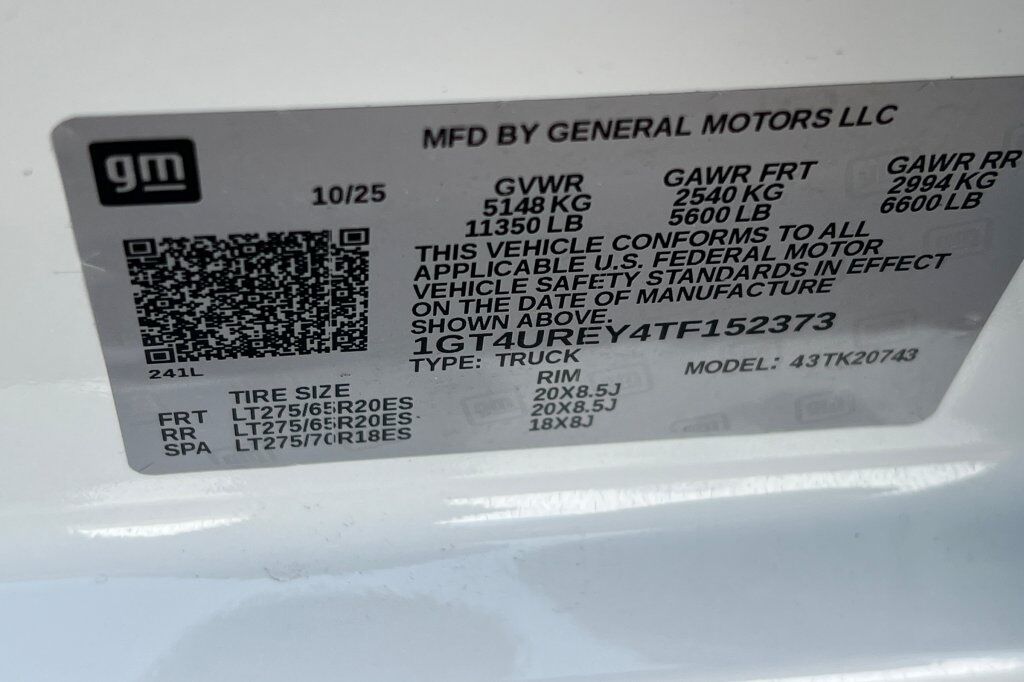 gm
MFD BY GENERAL MOTORS LLC
10/25
GVWR GAWR FRT GAWR RR
5148 KG 2540 KG 2994 KG
11350 LB 5600 LB 6600 LB
THIS VEHICLE CONFORMS TO ALL
APPLICABLE U.S. FEDERAL MOTOR
VEHICLE SAFETY STANDARDS IN EFFECT
ON THE DATE OF MANUFACTURE
SHOWN ABOVE.
1GT4UREY4TF152373
TYPE: TRUCK MODEL: 43TK20743
241L
TIRE SIZE RIM
FRT LT275/65R20ES 20X8.5J
RR LT275/65R20ES 20X8.5J
SPA LT275/70R18ES 18X8J